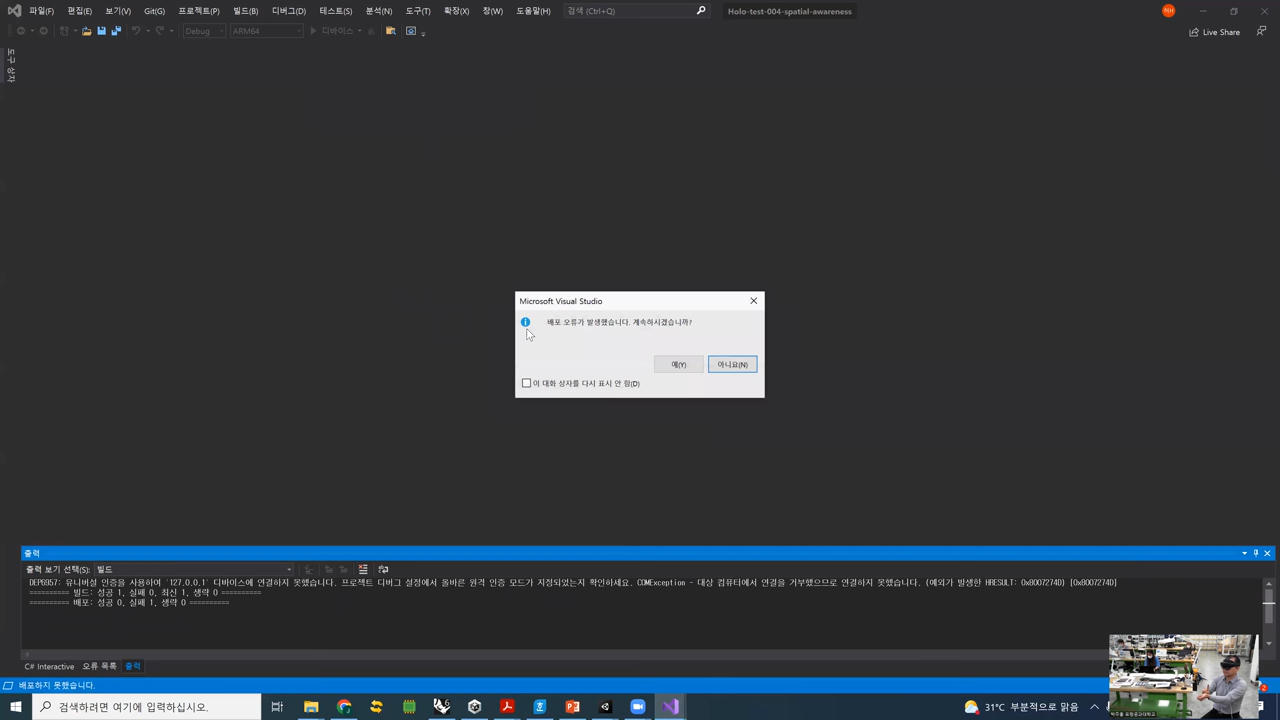 파일(F) 편집(E) 보기(V) Git(G) 프로젝트(P) 빌드(B) 디버그(D) 테스트(S) 분석(N) 도구(T) 확장(X) 창(W) 도움말(H) 검색 (Ctrl+Q) Holo-test-004-spatial-awareness
Debug ARM64 디바이스 Live Share
도구 상자
Microsoft Visual Studio
배포 오류가 발생했습니다. 계속하시겠습니까?
예(Y) 아니요(N)
이 대화 상자를 다시 표시 안 함(D)
출력
출력 보기 선택(S): 빌드
DEP6957: 유니버설 인증을 사용하여 '127.0.0.1' 디바이스에 연결하지 못했습니다. 프로젝트 디버그 설정에서 올바른 원격 인증 모드가 지정되었는지 확인하세요. COMException - 대상 컴퓨터에서 연결을 거부했으므로 연결하지 못했습니다. (예외가 발생한 HRESULT: 0x8007274D) [0x8007274D]
========== 빌드: 성공 1, 실패 0, 최신 1, 생략 0 ==========
========== 배포: 성공 0, 실패 1, 생략 0 ==========
C# Interactive 오류 목록 출력
배포하지 못했습니다.
검색하려면 여기에 입력하십시오.
31°C 부분적으로 맑음